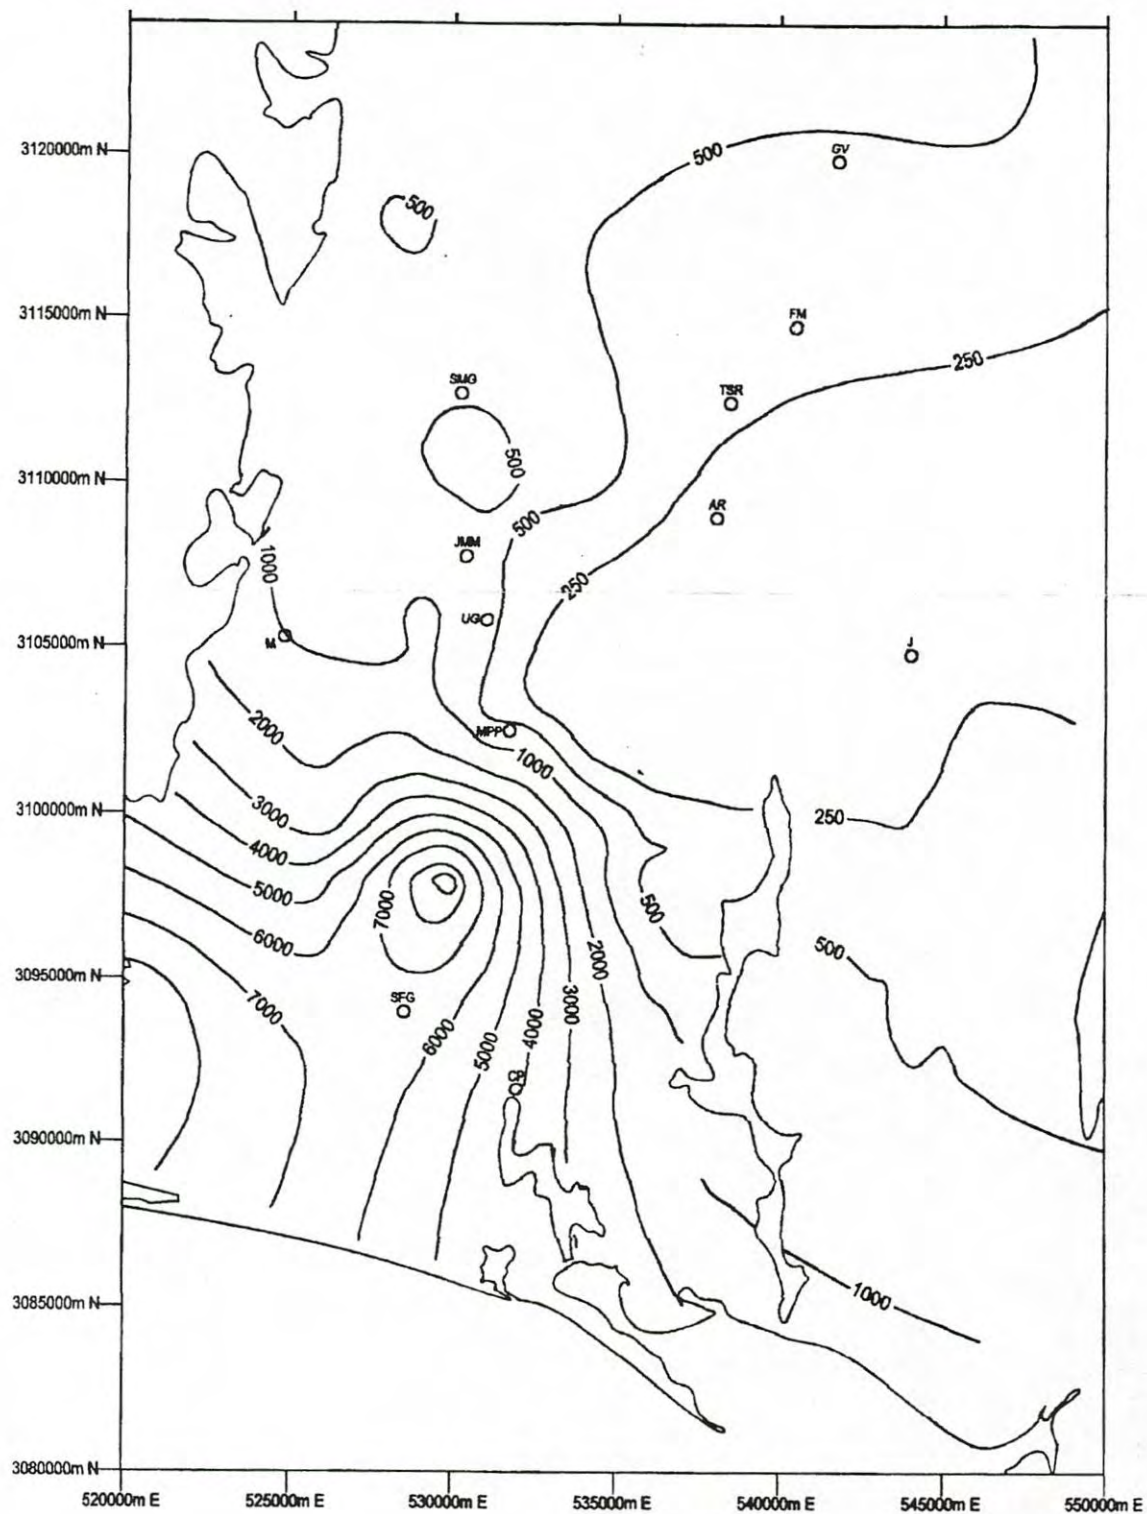 3120000m N
500
GV
500
3115000m N
FM
250
SMG
TSR
3110000m N
500
AR
500
JMM
1000
250
UG
3105000m N
M
J
2000
MPP
1000
3100000m N
3000
250
4000
5000
7000
500
6000
500
2000
3095000m N
SFG
7000
3000
4000
6000
5000
CP
3090000m N
3085000m N
1000
3080000m N
520000m E
525000m E
530000m E
535000m E
540000m E
545000m E
550000m E